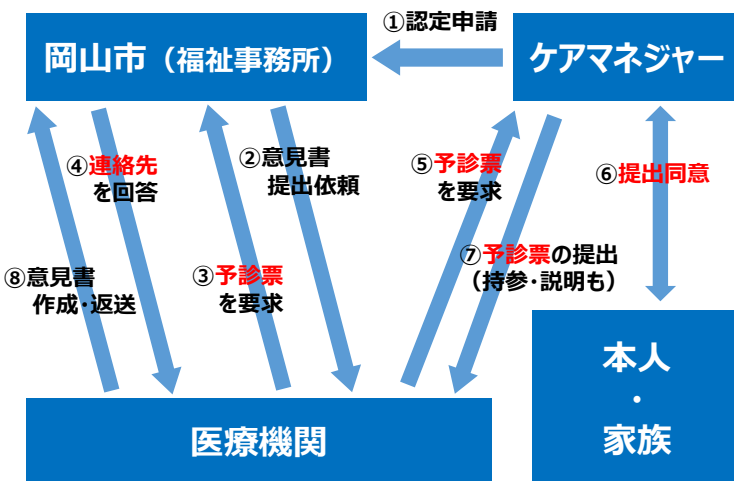 ①認定申請
岡山市（福祉事務所）
ケアマネジャー
④連絡先
を回答
②意見書
提出依頼
⑤予診票
を要求
⑥提出同意
⑧意見書
作成・返送
③予診票
を要求
⑦予診票の提出
（持参・説明も）
本人
・
家族
医療機関